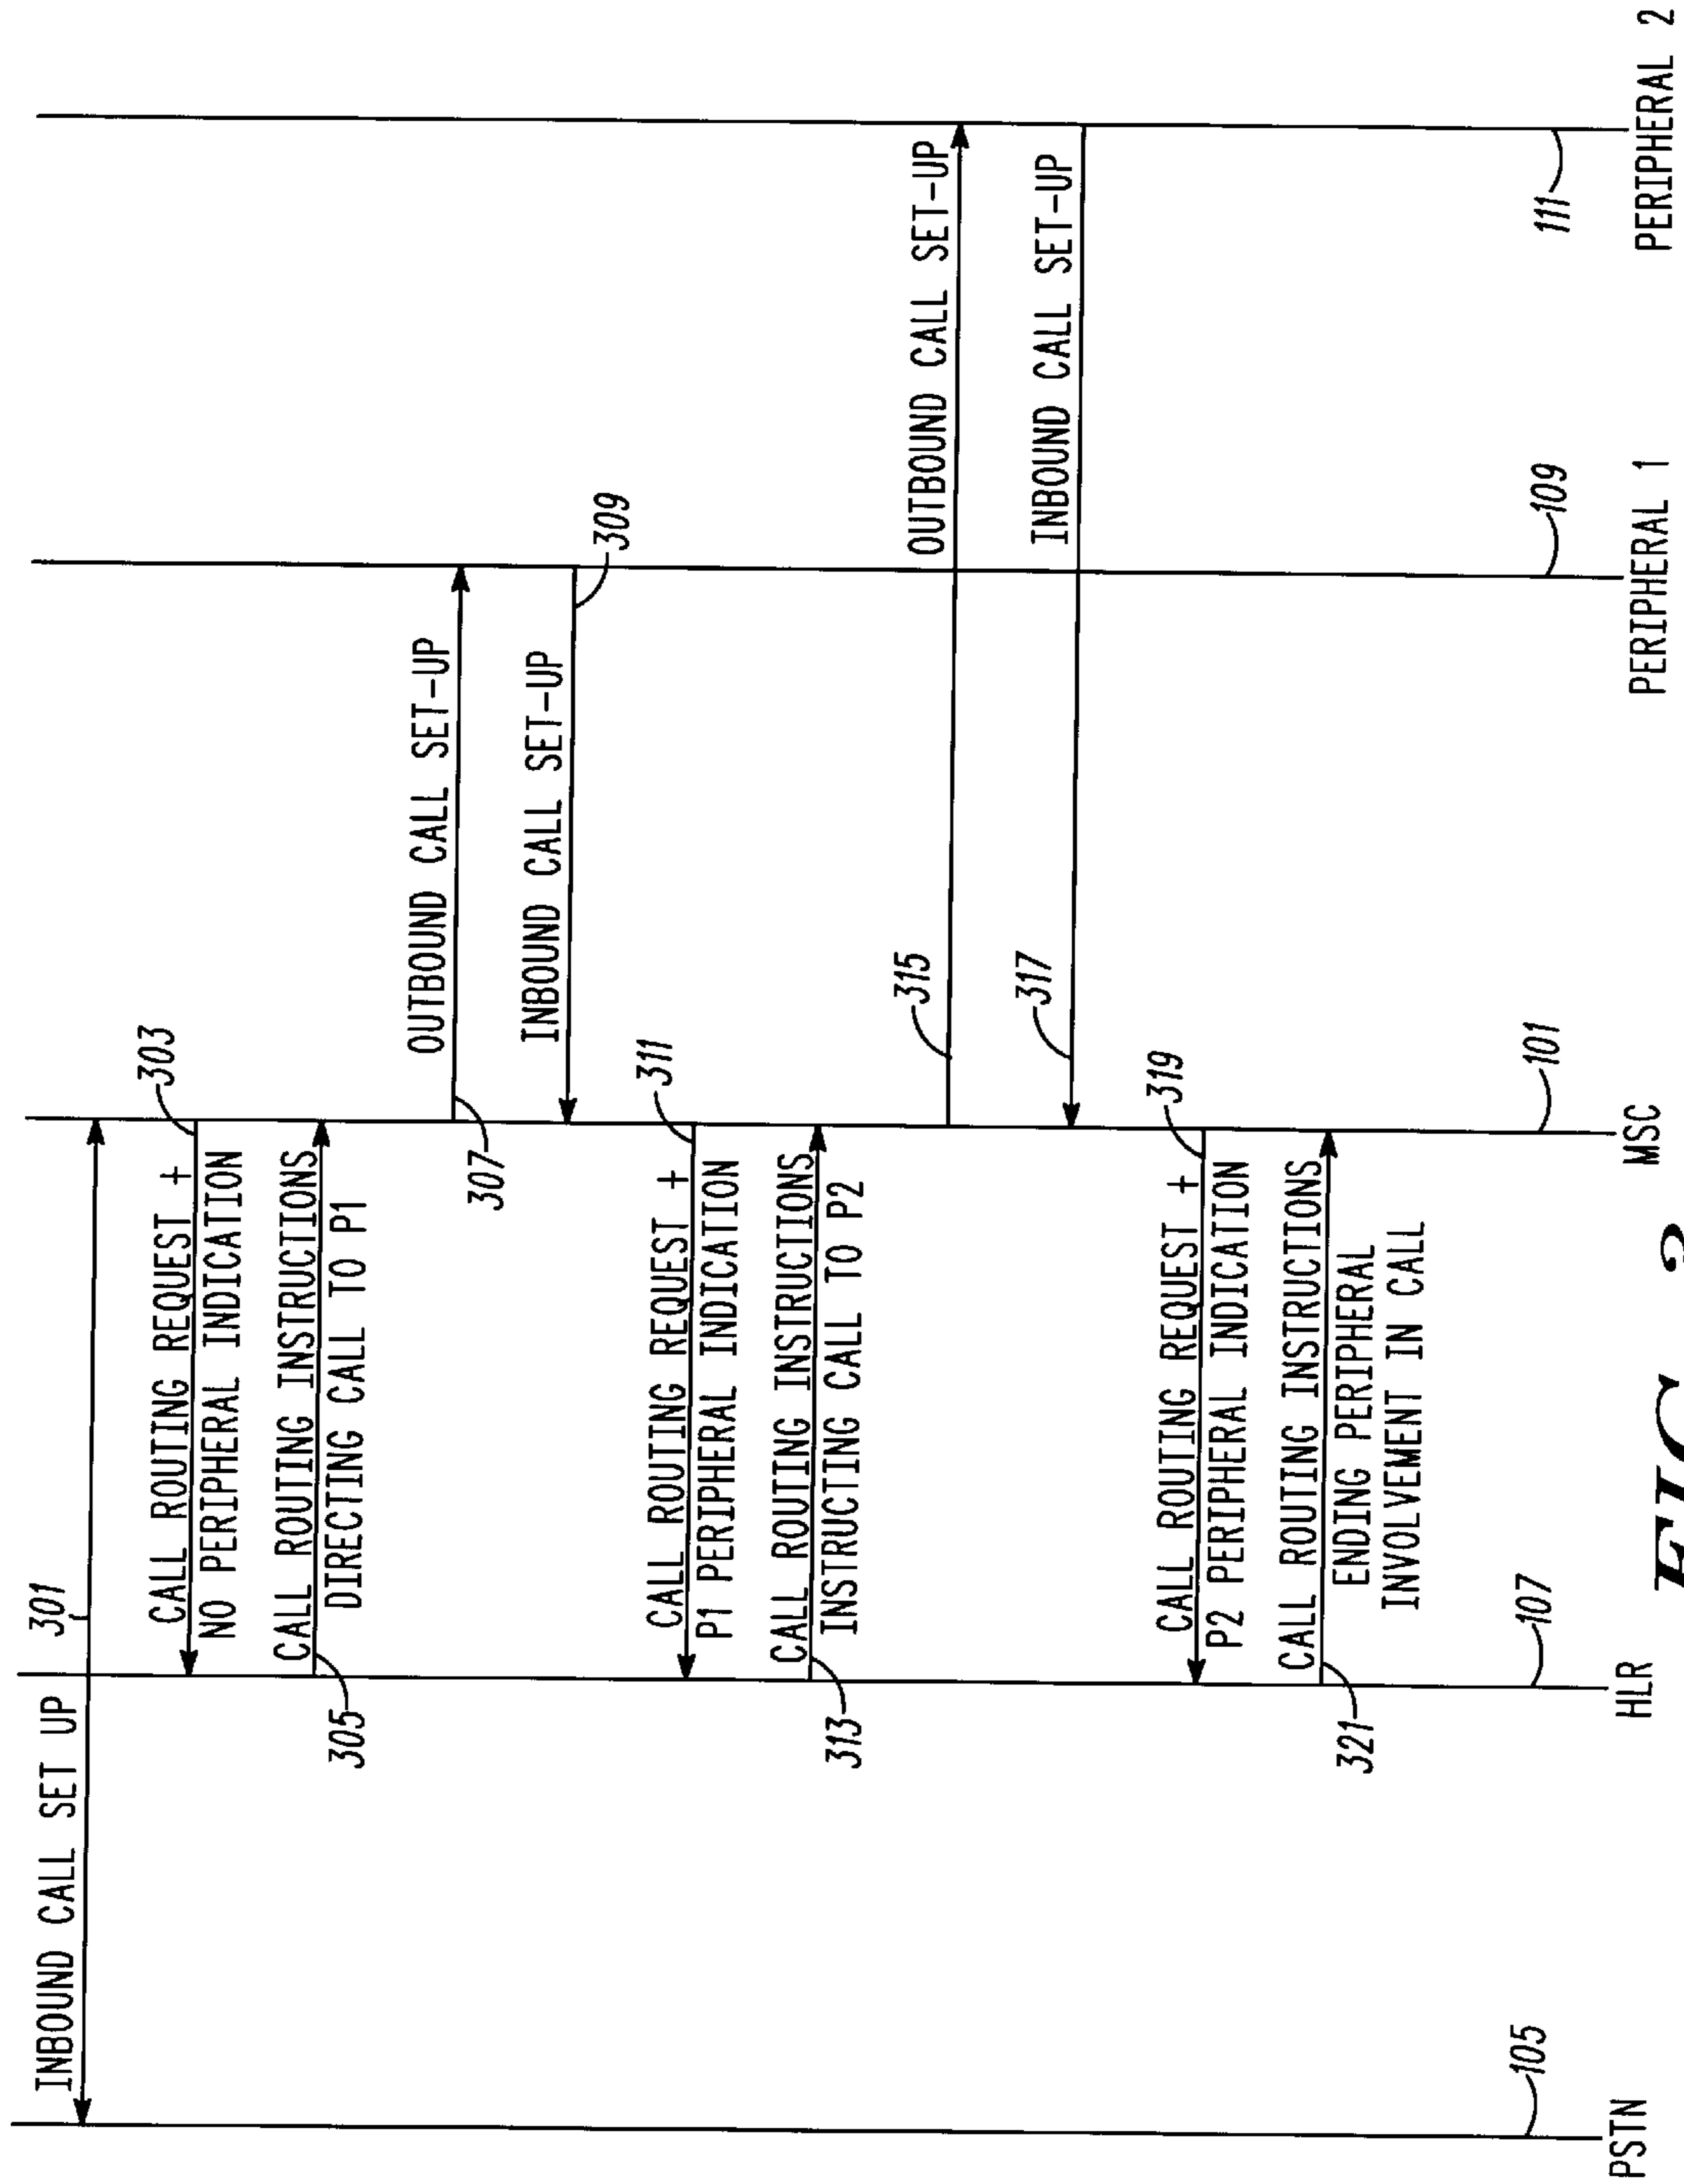 INBOUND CALL SET UP
301
CALL ROUTING REQUEST +
NO PERIPHERAL INDICATION
303
CALL ROUTING INSTRUCTIONS
DIRECTING CALL TO P1
305
OUTBOUND CALL SET-UP
307
INBOUND CALL SET-UP
309
CALL ROUTING REQUEST +
P1 PERIPHERAL INDICATION
311
CALL ROUTING INSTRUCTIONS
INSTRUCTING CALL TO P2
313
OUTBOUND CALL SET-UP
315
INBOUND CALL SET-UP
317
CALL ROUTING REQUEST +
P2 PERIPHERAL INDICATION
319
CALL ROUTING INSTRUCTIONS
ENDING PERIPHERAL
INVOLVEMENT IN CALL
321
105
107
101
109
111
PSTN
HLR
MSC
PERIPHERAL 1
PERIPHERAL 2